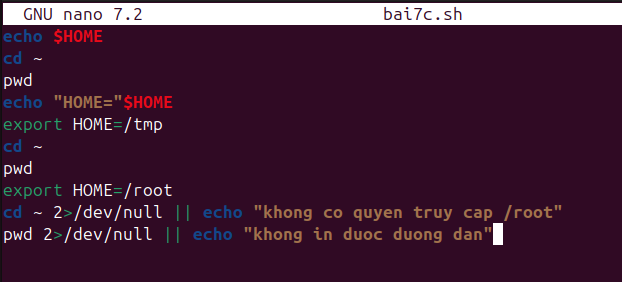 GNU nano 7.2 bai7c.sh
echo $HOME
cd ~
pwd
echo "HOME="$HOME
export HOME=/tmp
cd ~
pwd
export HOME=/root
cd ~ 2>/dev/null || echo "khong co quyen truy cap /root"
pwd 2>/dev/null || echo "khong in duoc duong dan"